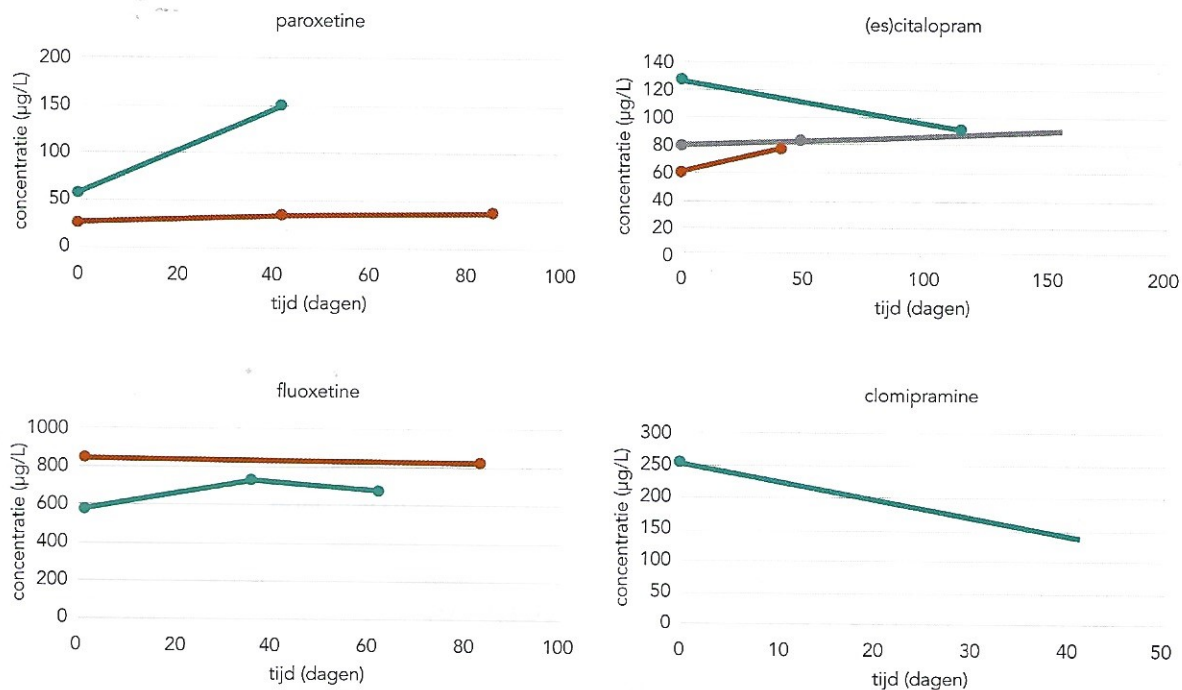 paroxetine
200
150
100
50
0
concentratie (µg/L)
0 20 40 60 80 100
tijd (dagen)
(es)citalopram
140
120
100
80
60
40
20
0
concentratie (µg/L)
0 50 100 150 200
tijd (dagen)
fluoxetine
1000
800
600
400
200
0
concentratie (µg/L)
0 20 40 60 80 100
tijd (dagen)
clomipramine
300
250
200
150
100
50
0
concentratie (µg/L)
0 10 20 30 40 50
tijd (dagen)